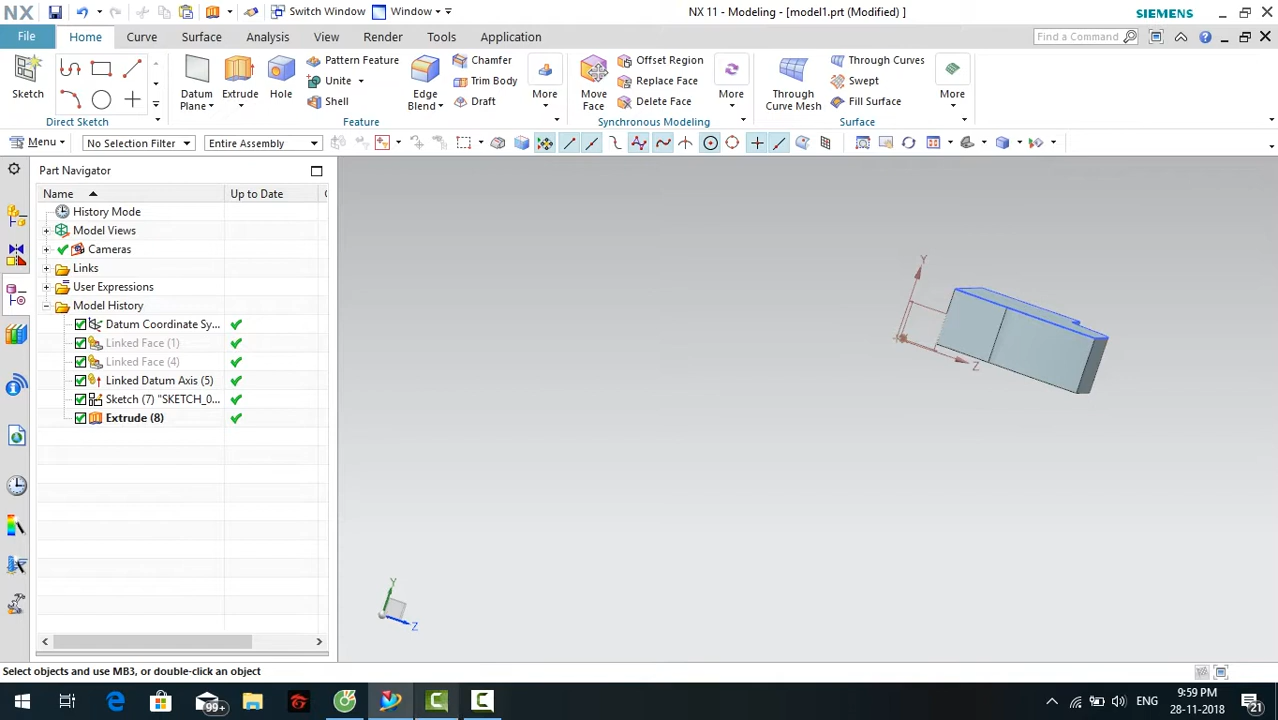 NX
Switch Window
Window
NX 11 - Modeling - [model1.prt (Modified) ]
SIEMENS
File
Home
Curve
Surface
Analysis
View
Render
Tools
Application
Find a Command
Sketch
Direct Sketch
Datum Plane
Extrude
Hole
Pattern Feature
Unite
Shell
Edge Blend
Chamfer
Trim Body
Draft
More
Feature
Move Face
Offset Region
Replace Face
Delete Face
More
Synchronous Modeling
Through Curve Mesh
Through Curves
Swept
Fill Surface
More
Surface
Menu
No Selection Filter
Entire Assembly
Part Navigator
Name
Up to Date
History Mode
Model Views
Cameras
Links
User Expressions
Model History
Datum Coordinate Sy...
Linked Face (1)
Linked Face (4)
Linked Datum Axis (5)
Sketch (7) "SKETCH_0...
Extrude (8)
Y
Z
Y
Z
Select objects and use MB3, or double-click an object
99+
ENG
9:59 PM
28-11-2018
21